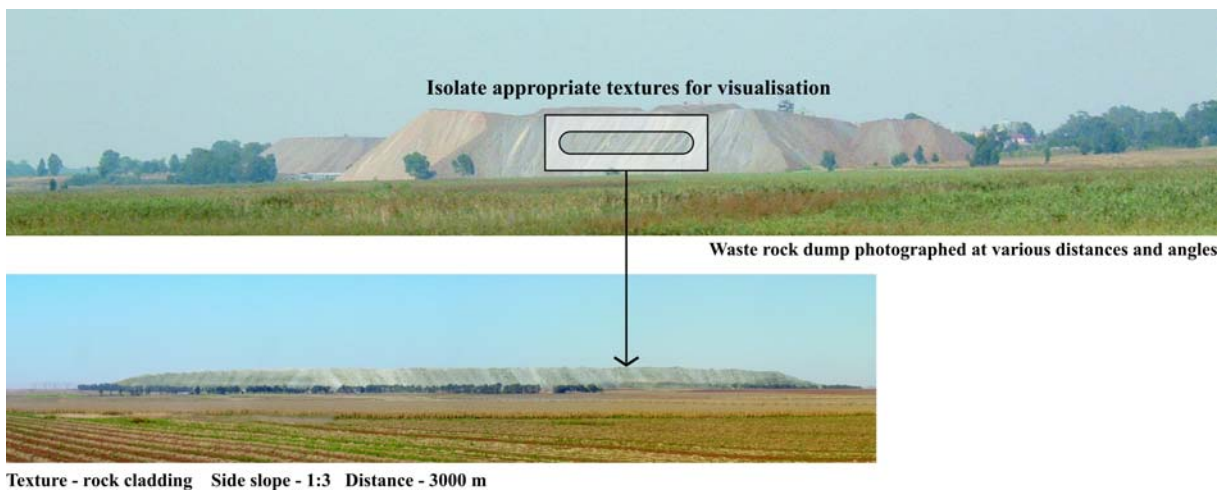 Isolate appropriate textures for visualisation
Waste rock dump photographed at various distances and angles
Texture - rock cladding Side slope - 1:3 Distance - 3000 m